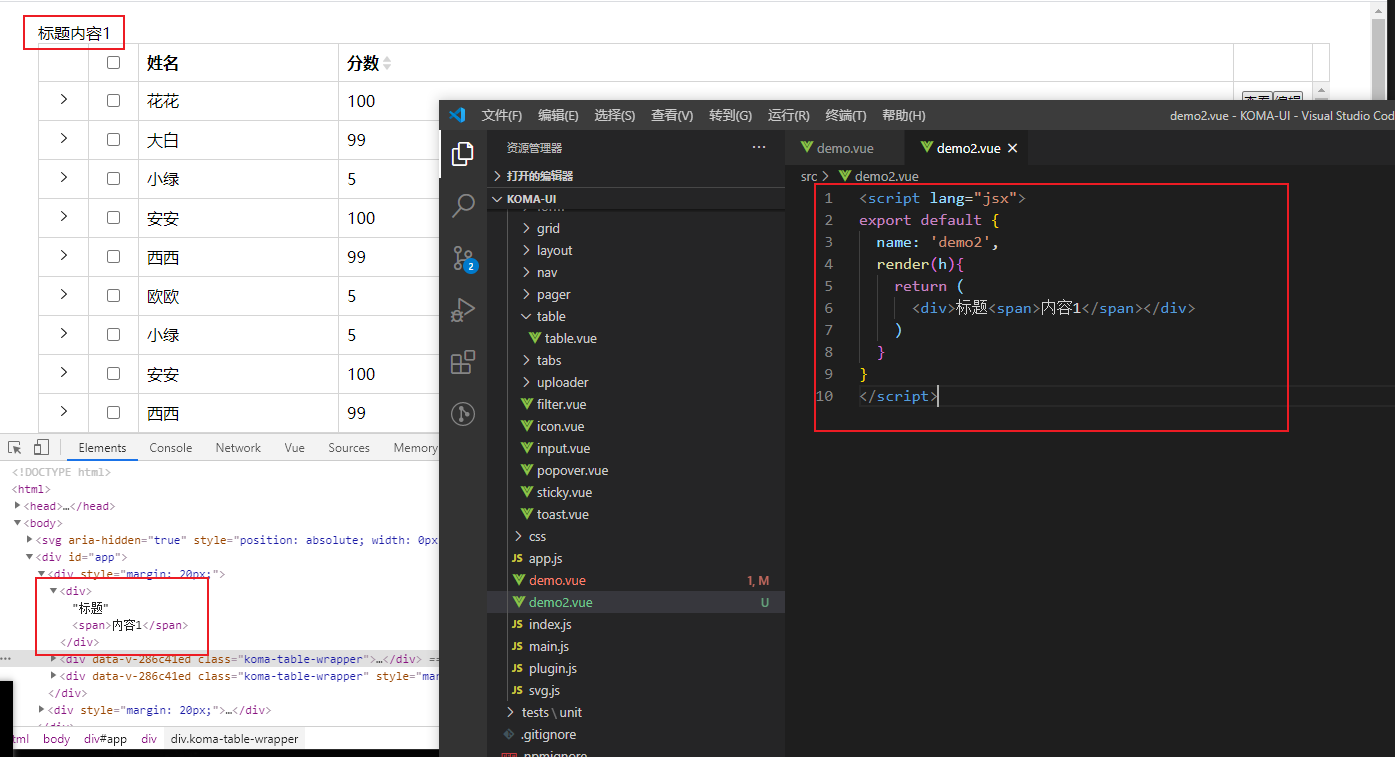 标题内容1
姓名 分数
花花 100
大白 99
小绿 5
安安 100
西西 99
欧欧 5
小绿 5
安安 100
西西 99
查看 编辑
Elements Console Network Vue Sources Memory
<!DOCTYPE html>
<html>
<head>…</head>
<body>
<svg aria-hidden="true" style="position: absolute; width: 0px
<div id="app">
<div style="margin: 20px;">
<div>
"标题"
<span>内容1</span>
</div>
<div data-v-286c41ed class="koma-table-wrapper">…</div> ==
<div data-v-286c41ed class="koma-table-wrapper" style="mar
</div>
<div style="margin: 20px;">…</div>
</div>
tml body div#app div div.koma-table-wrapper
文件(F) 编辑(E) 选择(S) 查看(V) 转到(G) 运行(R) 终端(T) 帮助(H)
demo2.vue - KOMA-UI - Visual Studio Cod
2
资源管理器 ···
打开的编辑器
KOMA-UI
form
grid
layout
nav
pager
table
table.vue
tabs
uploader
filter.vue
icon.vue
input.vue
popover.vue
sticky.vue
toast.vue
css
JS app.js
demo.vue 1, M
demo2.vue U
JS index.js
JS main.js
JS plugin.js
JS svg.js
tests \ unit
.gitignore
.npmignore
demo.vue demo2.vue
src > demo2.vue
1 <script lang="jsx">
2 export default {
3 name: 'demo2',
4 render(h){
5 return (
6 <div>标题<span>内容1</span></div>
7 )
8 }
9 }
10 </script>